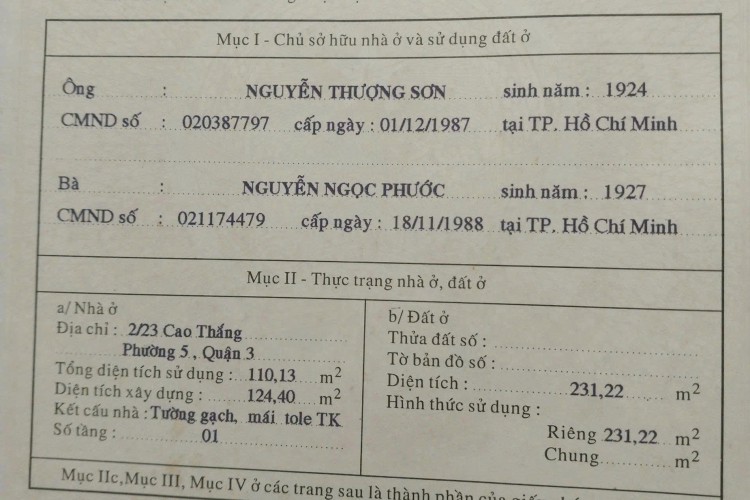 Mục I - Chủ sở hữu nhà ở và sử dụng đất ở
Ông : NGUYỄN THƯỢNG SƠN sinh năm : 1924
CMND số : 020387797 cấp ngày : 01/12/1987 tại TP. Hồ Chí Minh
Bà : NGUYỄN NGỌC PHƯỚC sinh năm : 1927
CMND số : 021174479 cấp ngày : 18/11/1988 tại TP. Hồ Chí Minh
Mục II - Thực trạng nhà ở, đất ở
a/ Nhà ở
Địa chỉ : 2/23 Cao Thắng
Phường 5 , Quận 3
Tổng diện tích sử dụng : 110,13 m2
Diện tích xây dựng : 124,40 m2
Kết cấu nhà : Tường gạch, mái tole TK
Số tầng : 01
b/ Đất ở
Thửa đất số :
Tờ bản đồ số :
Diện tích : 231,22 m2
Hình thức sử dụng :
Riêng 231,22 m2
Chung m2
Mục IIc, Mục III, Mục IV ở các trang sau là thành phần của giấy